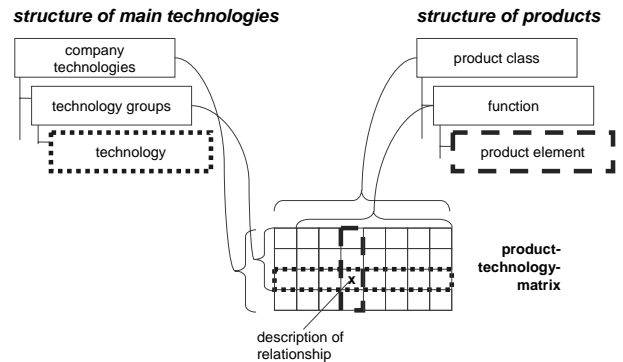 structure of main technologies
structure of products
company
technologies
technology groups
technology
product class
function
product element
x
product-
technology-
matrix
description of
relationship